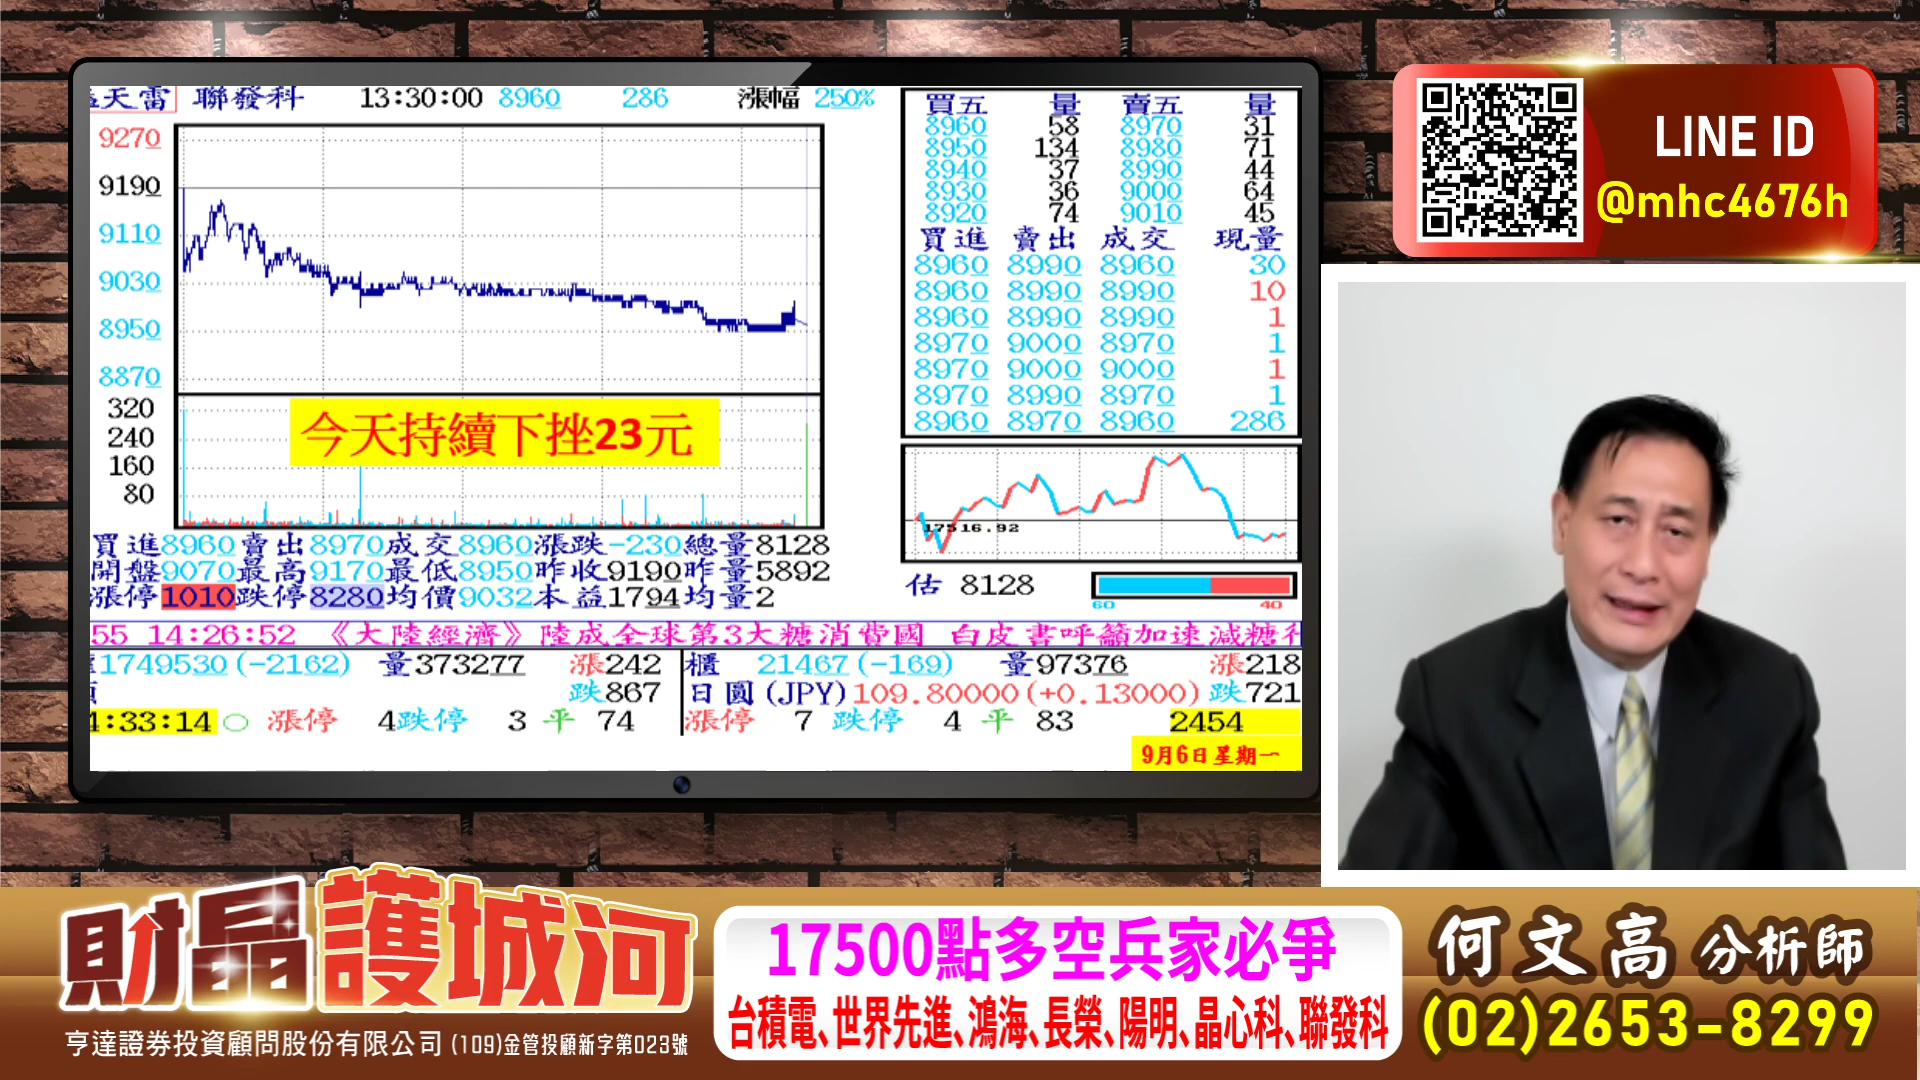 天雷 聯發科 13:30:00 8960 286 漲幅 250%
9270
9190
9110
9030
8950
8870
320
240
160
80
今天持續下挫23元
買五 量 賣五 量
8960 58 8970 31
8950 134 8980 71
8940 37 8990 44
8930 36 9000 64
8920 74 9010 45
買進 賣出 成交 現量
8960 8990 8960 30
8960 8990 8990 10
8960 8990 8990 1
8970 9000 8970 1
8970 9000 9000 1
8970 8990 8970 1
8960 8970 8960 286
17516.92
估 8128
60 40
買進8960賣出8970成交8960漲跌-230總量8128
開盤9070最高9170最低8950昨收9190昨量5892
漲停1010跌停8280均價9032本益1794均量2
55 14:26:52 《大陸經濟》陸成全球第3大糖消費國 白皮書呼籲加速減糖
1749530(-2162) 量37327 漲242 櫃 21467(-169) 量97376 漲218
跌867 日圓(JPY)109.80000(+0.13000) 跌721
4:33:14 漲停 4跌停 3平 74 漲停 7 跌停 4 平 83 2454
9月6日星期一
LINE ID
@mhc4676h
財晶護城河
亨達證券投資顧問股份有限公司(109)金管投顧新字第023號
17500點多空兵家必爭
台積電、世界先進、鴻海、長榮、陽明、晶心科、聯發科
何文高 分析師
(02)2653-8299